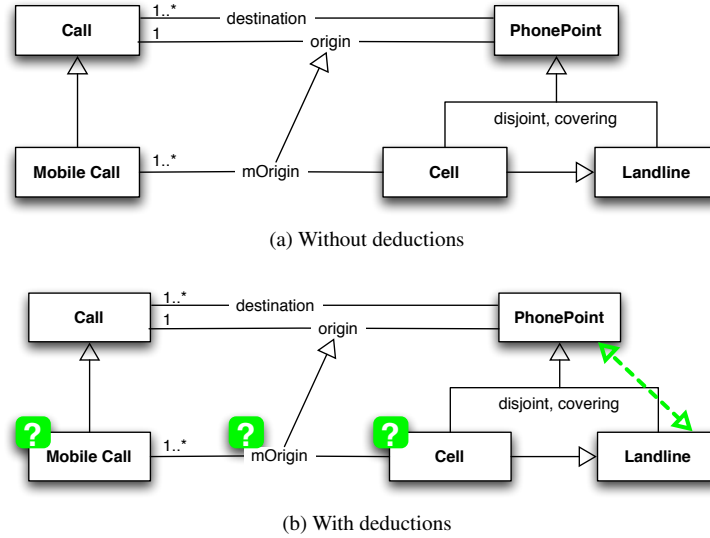 1..* destination
Call PhonePoint
1 origin
disjoint, covering
1..*
Mobile Call mOrigin Cell Landline
(a) Without deductions
1..* destination
Call PhonePoint
1 origin
disjoint, covering
? ? ?
1..*
Mobile Call mOrigin Cell Landline
(b) With deductions